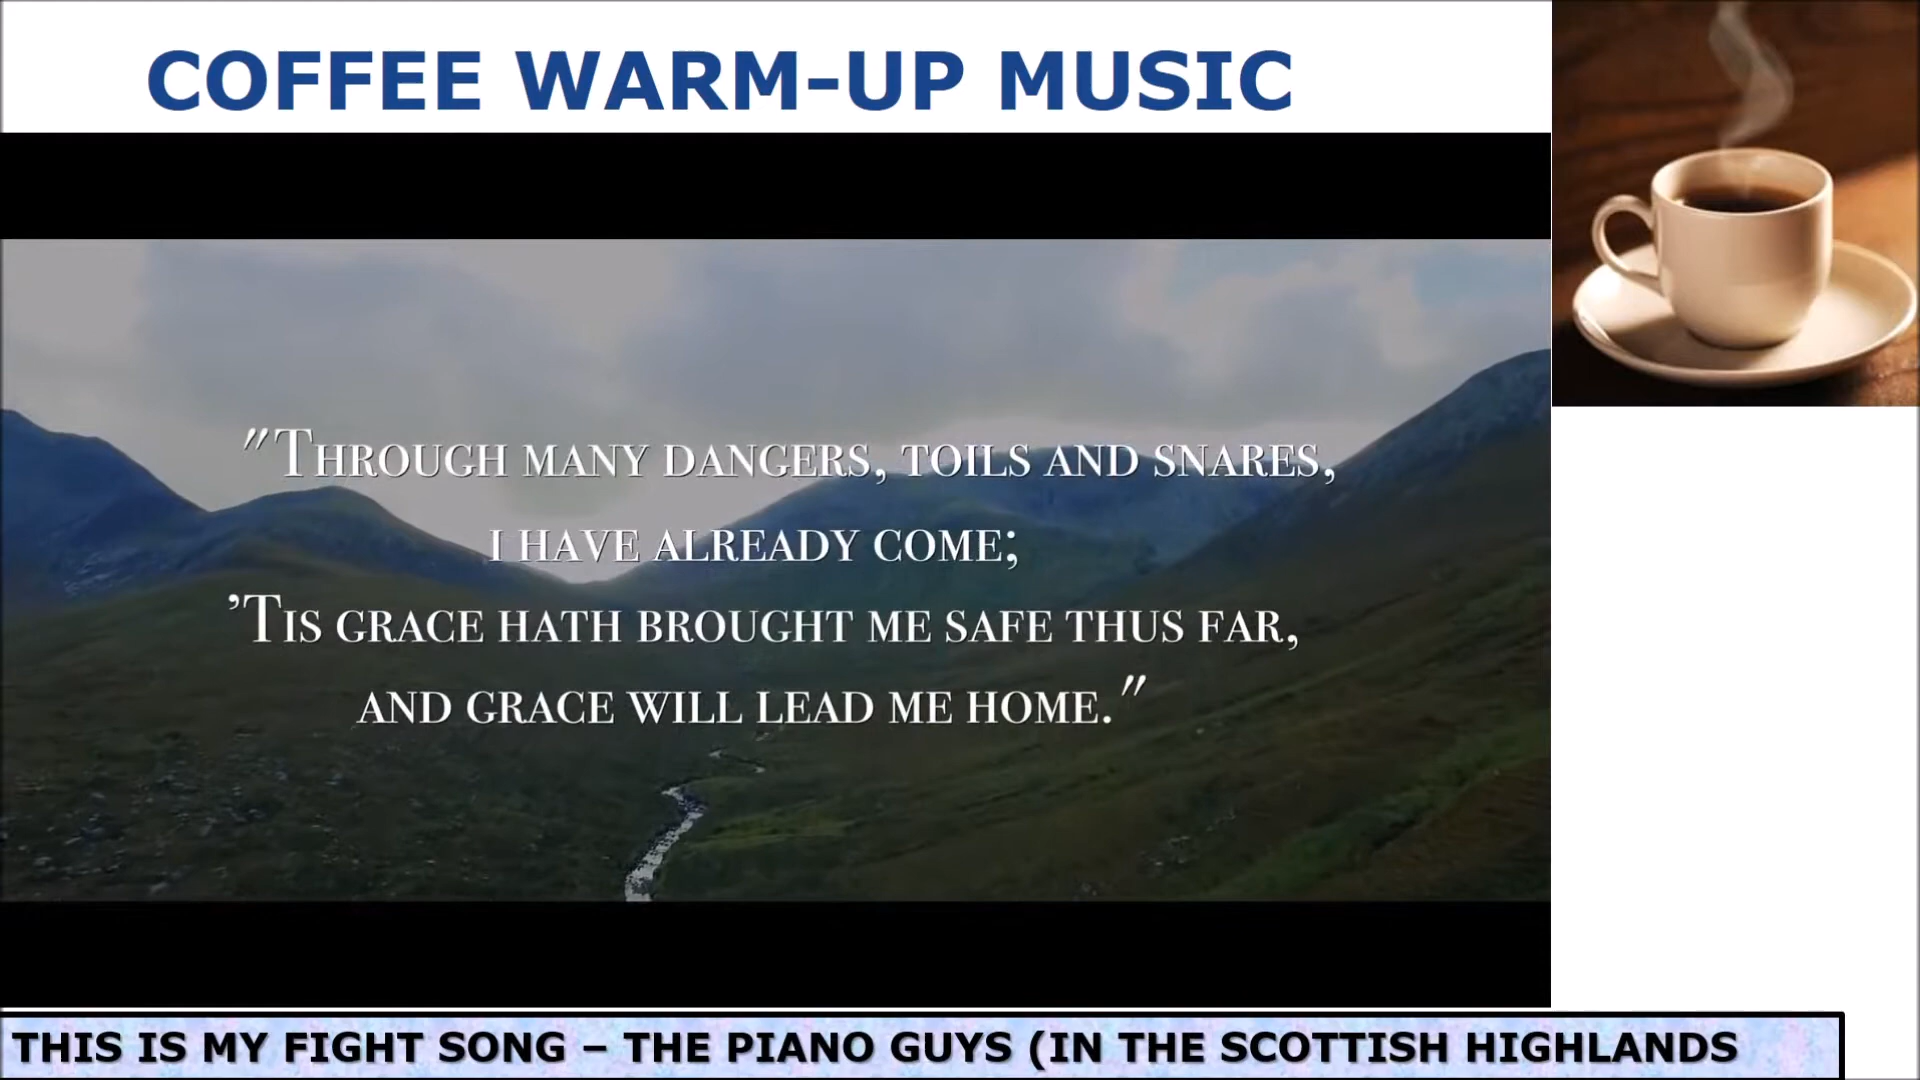 COFFEE WARM-UP MUSIC
"THROUGH MANY DANGERS, TOILS AND SNARES,
I HAVE ALREADY COME;
’TIS GRACE HATH BROUGHT ME SAFE THUS FAR,
AND GRACE WILL LEAD ME HOME."
THIS IS MY FIGHT SONG – THE PIANO GUYS (IN THE SCOTTISH HIGHLANDS